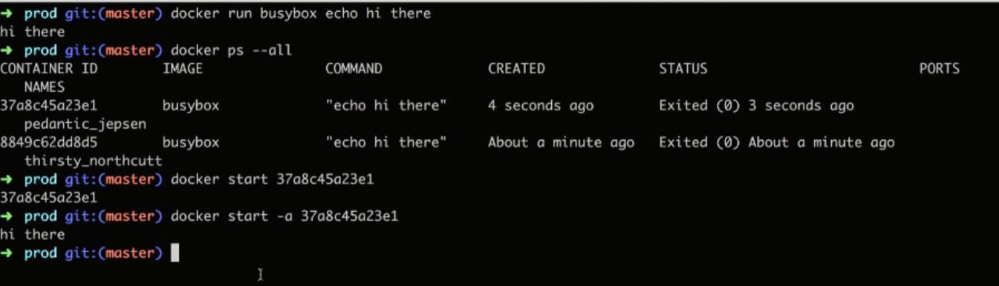 ➜ prod git:(master) docker run busybox echo hi there
hi there
➜ prod git:(master) docker ps --all
CONTAINER ID IMAGE COMMAND CREATED STATUS PORTS
NAMES
37a8c45a23e1 busybox "echo hi there" 4 seconds ago Exited (0) 3 seconds ago
pedantic_jepsen
8849c62dd8d5 busybox "echo hi there" About a minute ago Exited (0) About a minute ago
thirsty_northcutt
➜ prod git:(master) docker start 37a8c45a23e1
37a8c45a23e1
➜ prod git:(master) docker start -a 37a8c45a23e1
hi there
➜ prod git:(master)